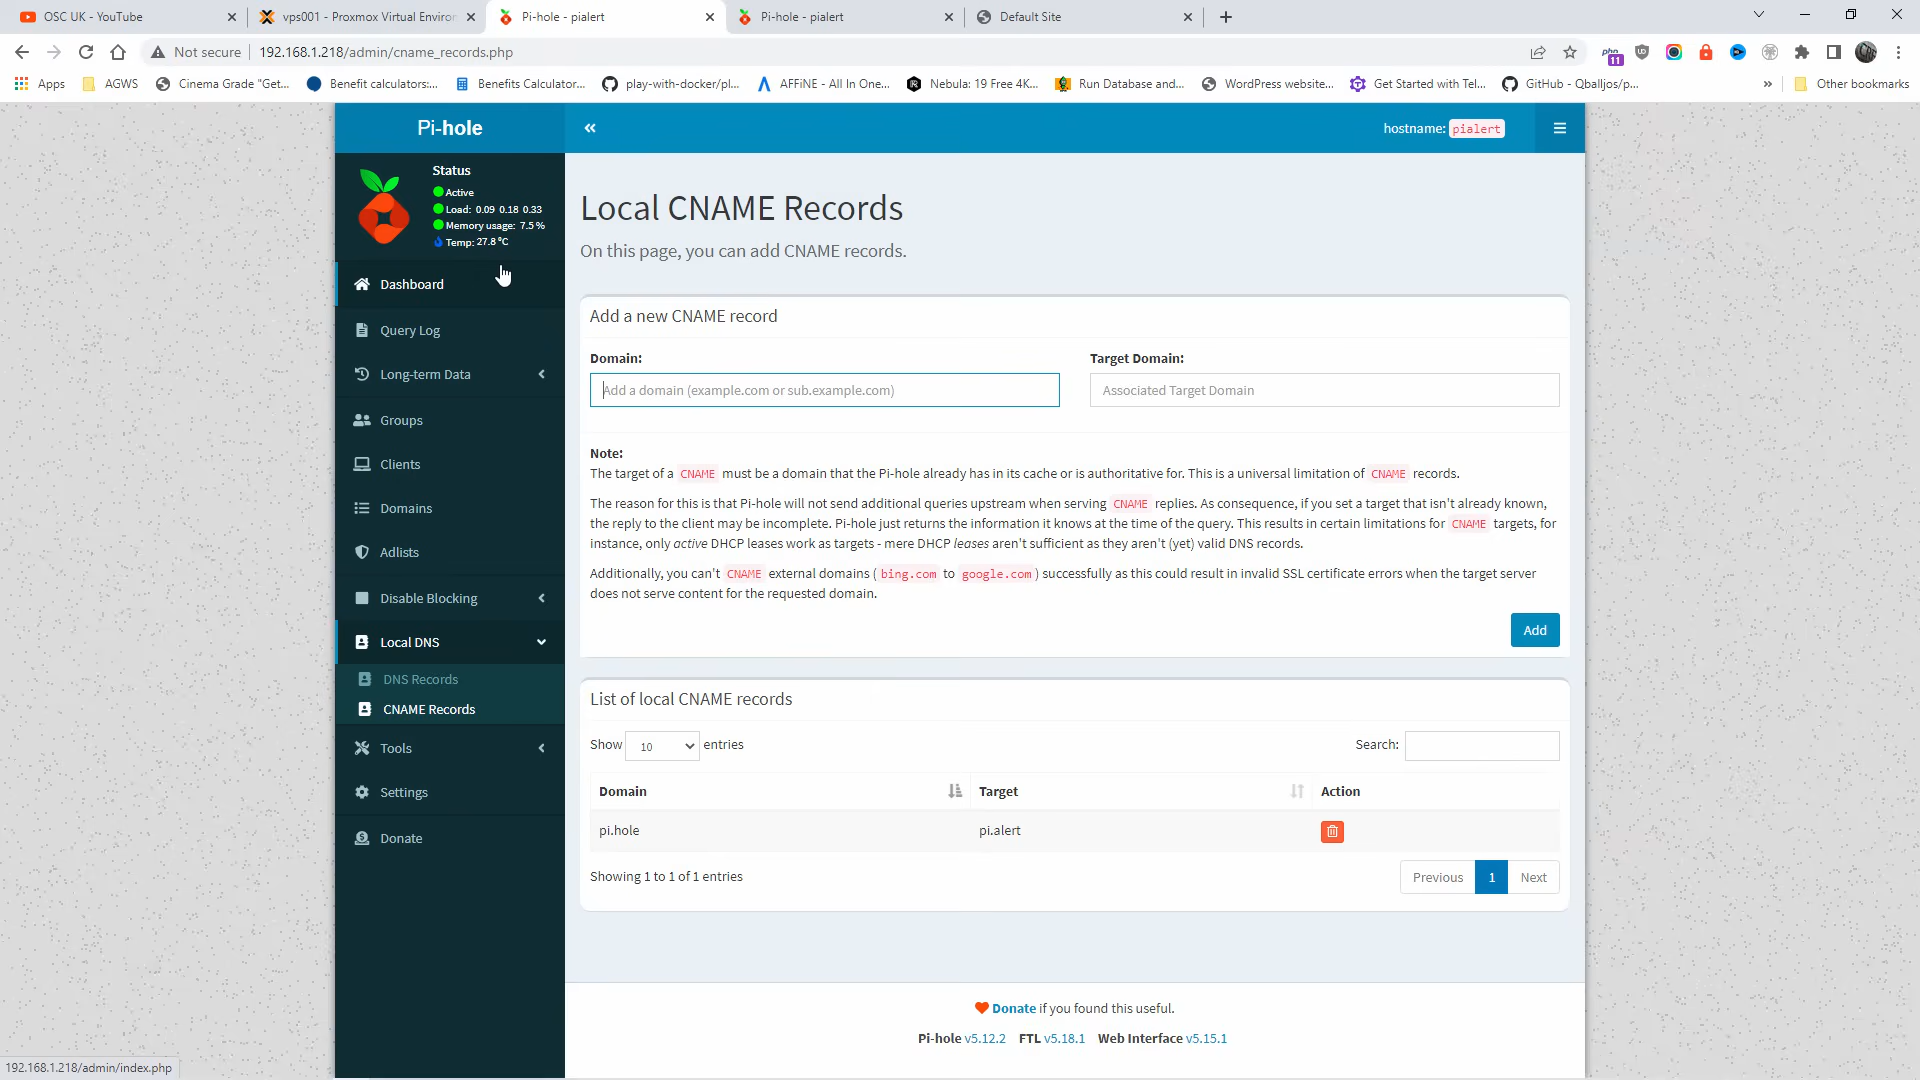 OSC UK - YouTube
vps001 - Proxmox Virtual Enviror
Pi-hole - pialert
Pi-hole - pialert
Default Site
Not secure
192.168.1.218/admin/cname_records.php
php
11
Apps
AGWS
Cinema Grade "Get...
Benefit calculators:...
Benefits Calculator...
play-with-docker/pl...
AFFiNE - All In One...
Nebula: 19 Free 4K...
Run Database and...
WordPress website...
Get Started with Tel...
GitHub - Qballjos/p...
»
Other bookmarks
Pi-hole
hostname: pialert
Status
Active
Load: 0.09 0.18 0.33
Memory usage: 7.5 %
Temp: 27.8 °C
Dashboard
Query Log
Long-term Data
Groups
Clients
Domains
Adlists
Disable Blocking
Local DNS
DNS Records
CNAME Records
Tools
Settings
Donate
Local CNAME Records
On this page, you can add CNAME records.
Add a new CNAME record
Domain:
Target Domain:
Add a domain (example.com or sub.example.com)
Associated Target Domain
Note:
The target of a CNAME must be a domain that the Pi-hole already has in its cache or is authoritative for. This is a universal limitation of CNAME records.
The reason for this is that Pi-hole will not send additional queries upstream when serving CNAME replies. As consequence, if you set a target that isn't already known,
the reply to the client may be incomplete. Pi-hole just returns the information it knows at the time of the query. This results in certain limitations for CNAME targets, for
instance, only active DHCP leases work as targets - mere DHCP leases aren't sufficient as they aren't (yet) valid DNS records.
Additionally, you can't CNAME external domains ( bing.com to google.com ) successfully as this could result in invalid SSL certificate errors when the target server
does not serve content for the requested domain.
Add
List of local CNAME records
Show 10 entries
Search:
Domain
Target
Action
pi.hole
pi.alert
Showing 1 to 1 of 1 entries
Previous
1
Next
Donate if you found this useful.
Pi-hole v5.12.2 FTL v5.18.1 Web Interface v5.15.1
192.168.1.218/admin/index.php